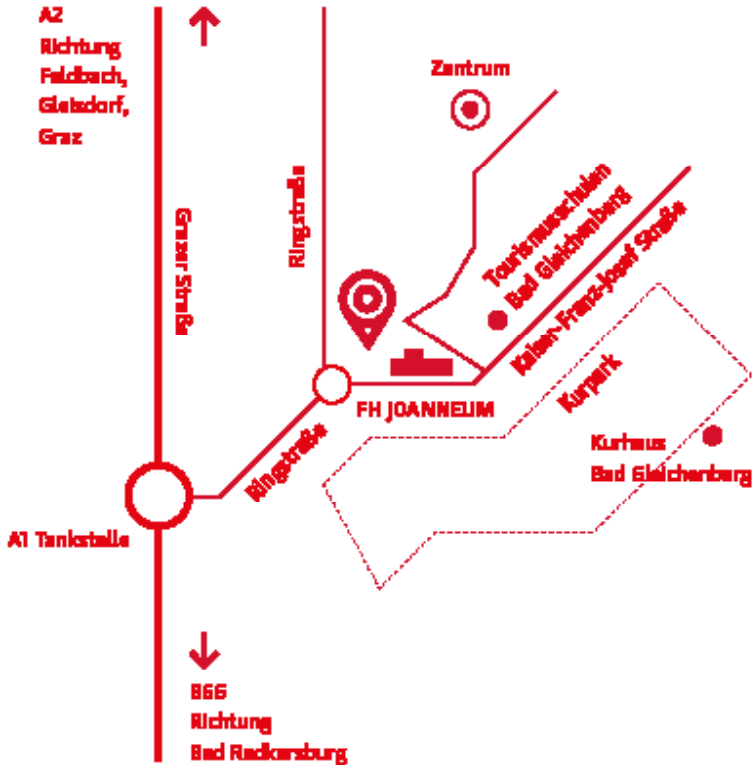 A2
Richtung
Feldbach,
Gleisdorf,
Graz
Zentrum
Grazer Straße
Ringstraße
Tourismusschulen
Bad Gleichenberg
Kaiser-Franz-Josef Straße
FH JOANNEUM
Kurpark
Ringstraße
Kurhaus
Bad Gleichenberg
A1 Tankstelle
B66
Richtung
Bad Radkersburg